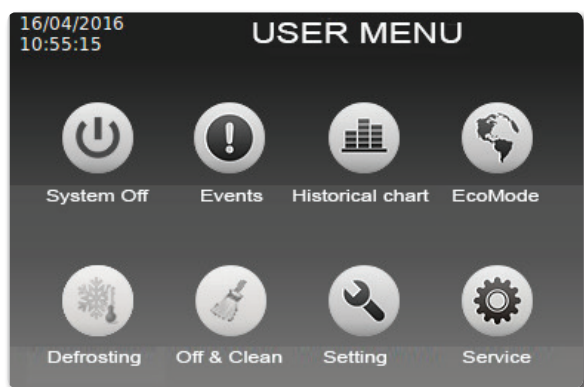 16/04/2016
10:55:15
USER MENU
System Off
Events
Historical chart
EcoMode
Defrosting
Off & Clean
Setting
Service